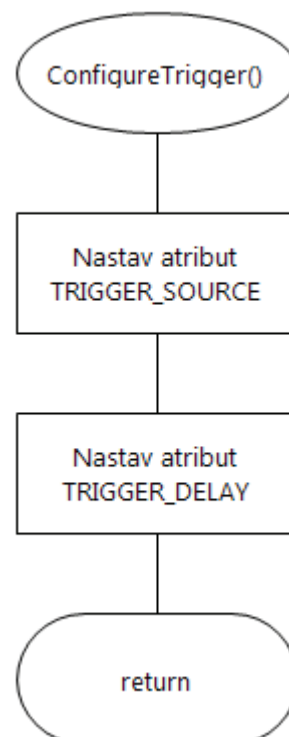 ConfigureTrigger()
Nastav atribut
TRIGGER_SOURCE
Nastav atribut
TRIGGER_DELAY
return